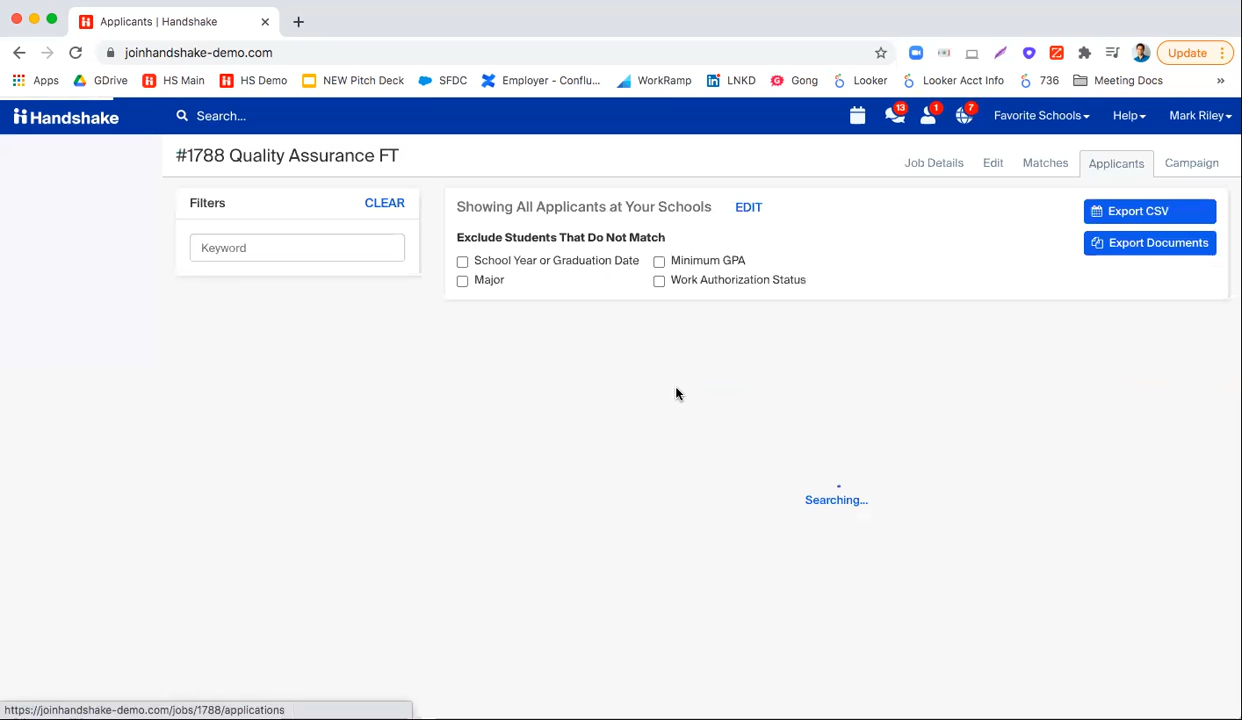 Applicants | Handshake
joinhandshake-demo.com
Update
Apps GDrive HS Main HS Demo NEW Pitch Deck SFDC Employer - Conflu... WorkRamp LNKD Gong Looker Looker Acct Info 736 Meeting Docs »
Handshake Search... 13 1 7 Favorite Schools Help Mark Riley
#1788 Quality Assurance FT
Job Details Edit Matches Applicants Campaign
Filters CLEAR
Keyword
Showing All Applicants at Your Schools EDIT
Exclude Students That Do Not Match
School Year or Graduation Date Minimum GPA
Major Work Authorization Status
Export CSV
Export Documents
Searching...
https://joinhandshake-demo.com/jobs/1788/applications